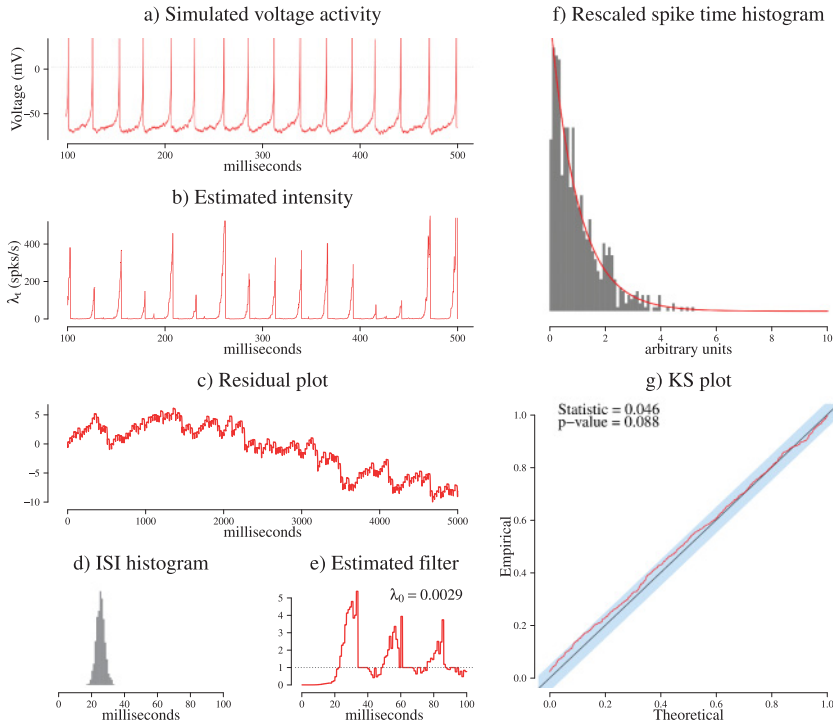 a) Simulated voltage activity
Voltage (mV)
0
−50
100 200 300 400 500
milliseconds
b) Estimated intensity
λt (spks/s)
400
200
0
100 200 300 400 500
milliseconds
c) Residual plot
5
0
−5
−10
0 1000 2000 3000 4000 5000
milliseconds
d) ISI histogram
0 20 40 60 80 100
milliseconds
e) Estimated filter
λ0 = 0.0029
5
4
3
2
1
0
0 20 40 60 80 100
milliseconds
f) Rescaled spike time histogram
0 2 4 6 8 10
arbitrary units
g) KS plot
Statistic = 0.046
p−value = 0.088
Empirical
1.0
0.8
0.6
0.4
0.2
0.0
0.0 0.2 0.4 0.6 0.8 1.0
Theoretical